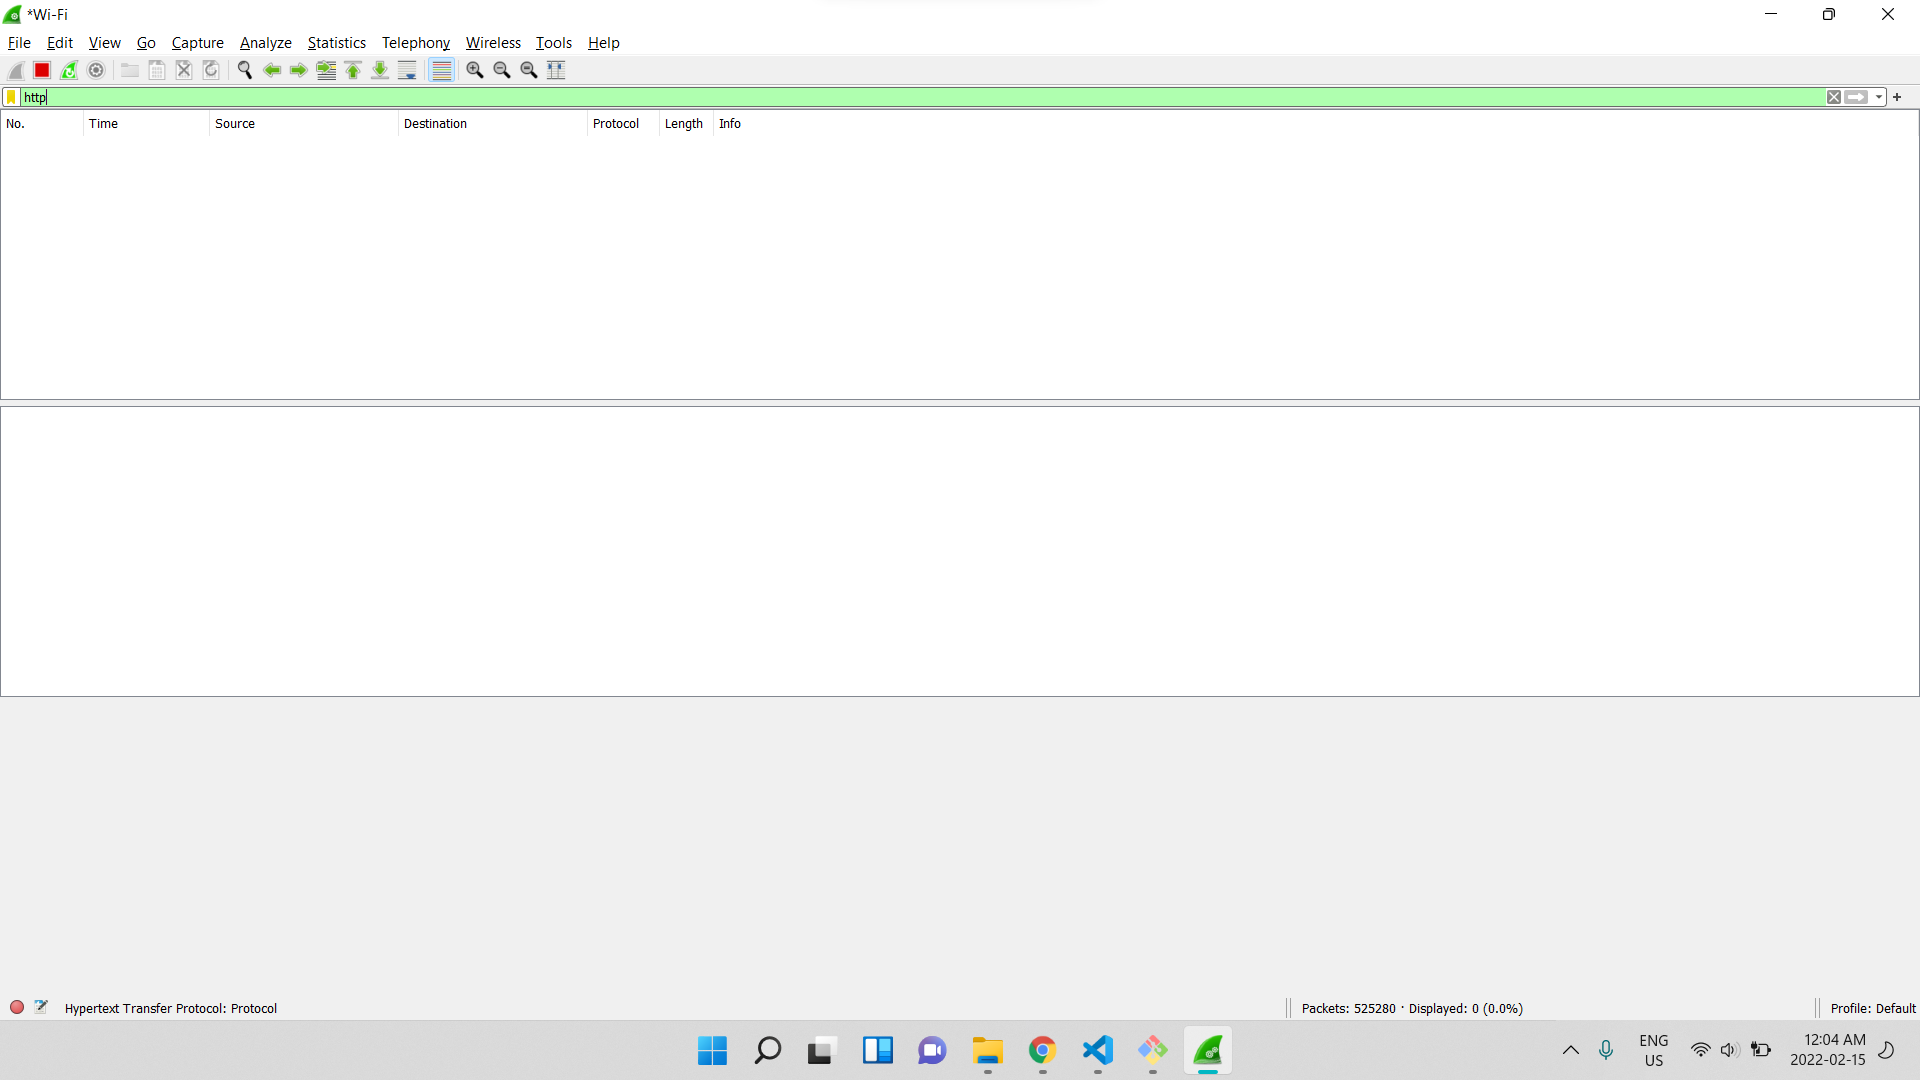 *Wi-Fi
File Edit View Go Capture Analyze Statistics Telephony Wireless Tools Help
http
No. Time Source Destination Protocol Length Info
Hypertext Transfer Protocol: Protocol
Packets: 525280 · Displayed: 0 (0.0%)
Profile: Default
ENG
US
12:04 AM
2022-02-15